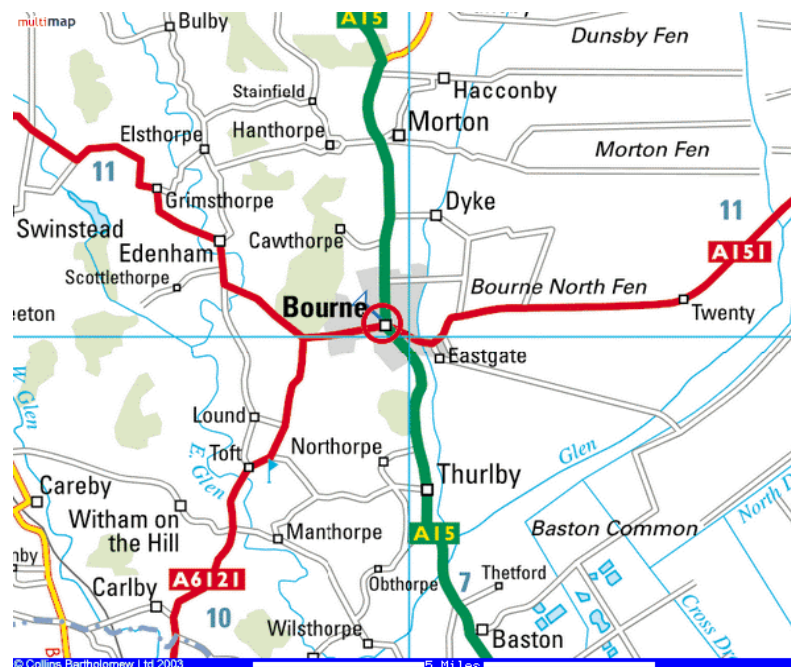 multimap
Bulby
A15
Dunsby Fen
Stainfield
Hacconby
Elsthorpe
Hanthorpe
Morton
Morton Fen
11
Grimsthorpe
Dyke
11
Swinstead
Edenham
Cawthorpe
A151
Scottlethorpe
Bourne North Fen
Bourne
eeton
Twenty
Eastgate
W Glen
Lound
Toft
Northorpe
Glen
E. Glen
Careby
Thurlby
North D
Witham on
the Hill
Manthorpe
A15
Baston Common
nby
A6121
Obthorpe
7
Thetford
Carlby
10
Cross Dr
Wilsthorpe
Baston
B
© Collins Bartholomew Ltd 2003
5 Miles